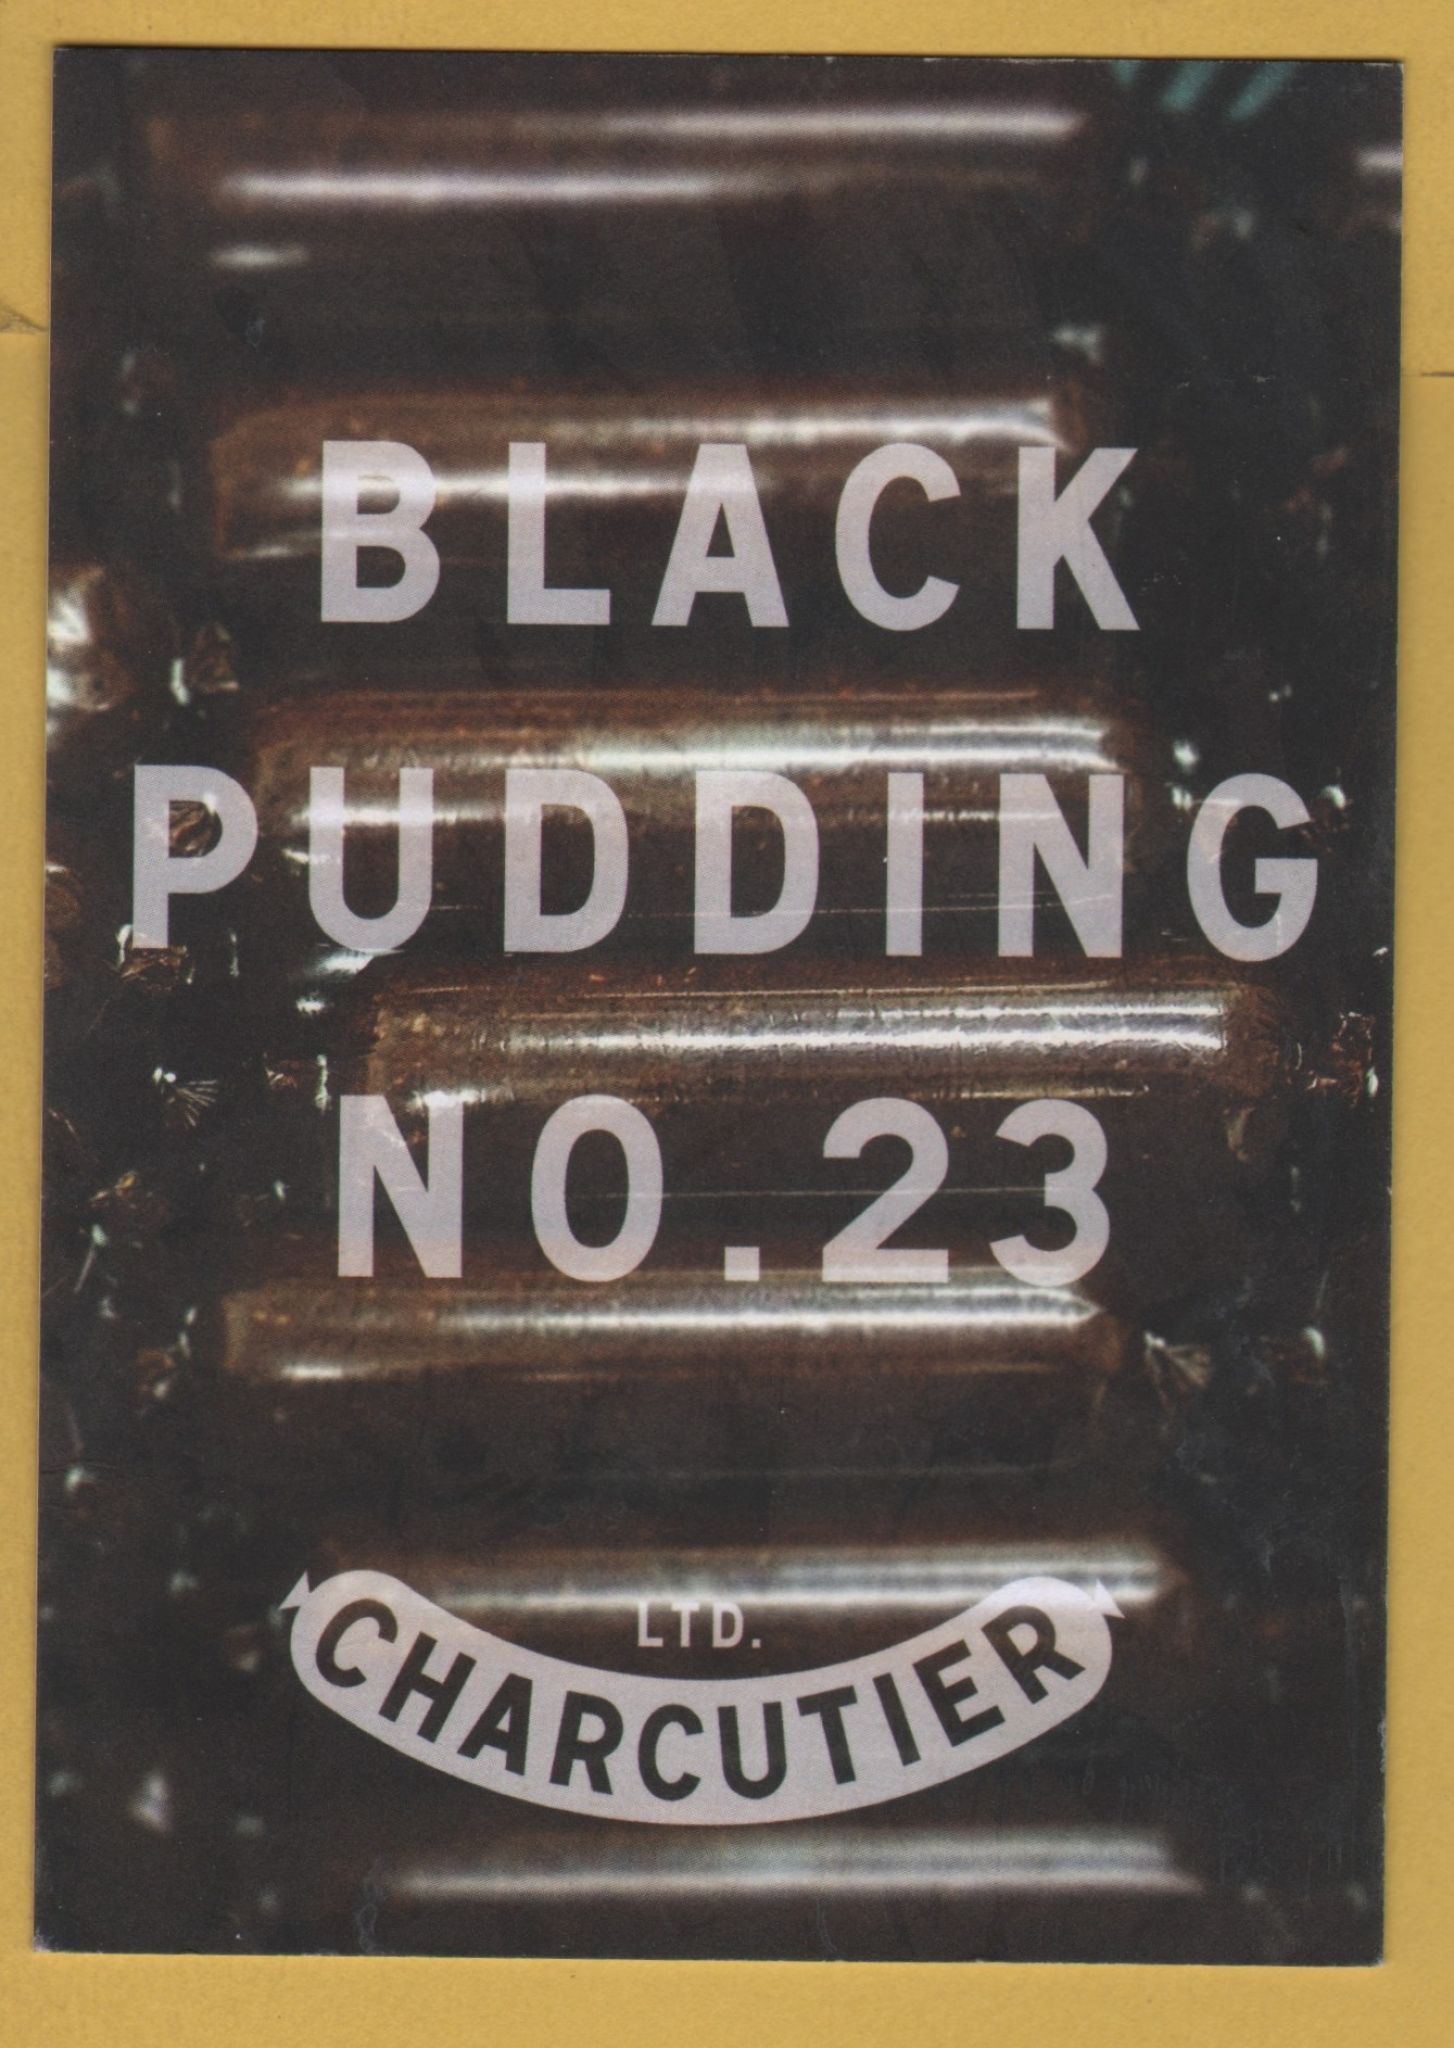 BLACK
PUDDING
NO.23
LTD.
CHARCUTIER